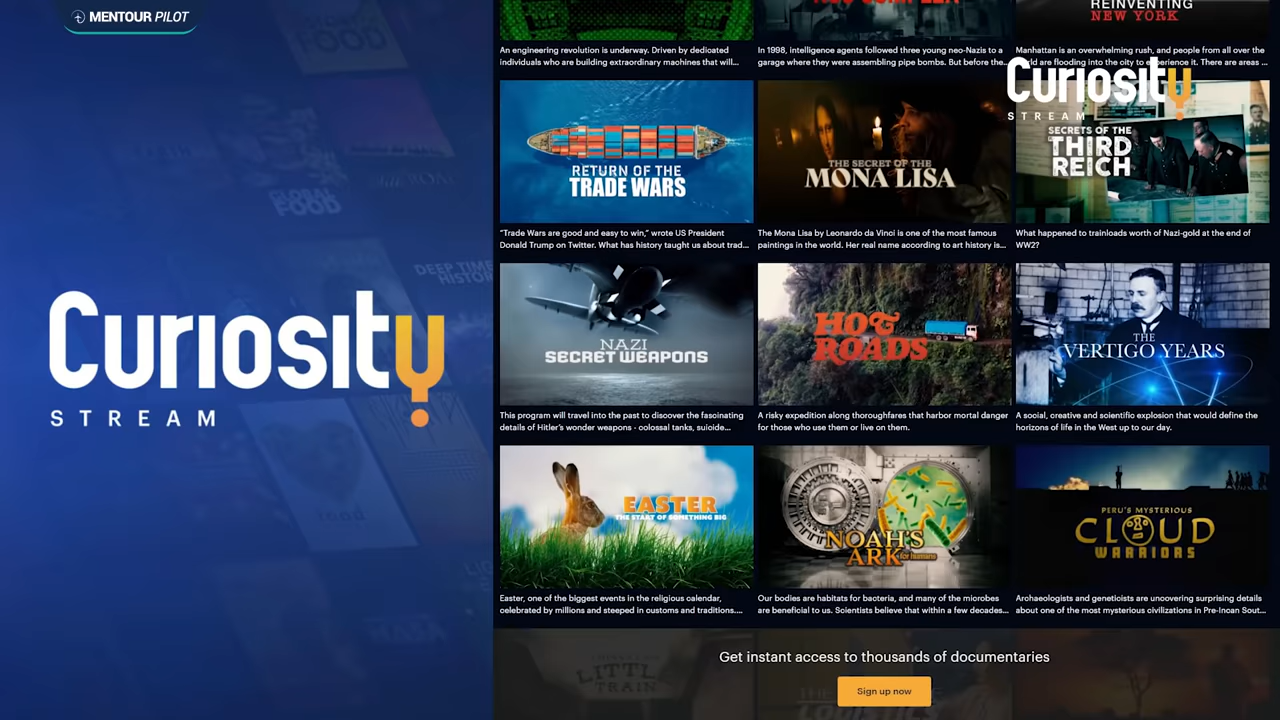 MENTOUR PILOT
FOOD
GLOBAL
FOOD
DEEP TIME
HISTORY
Curiosity
STREAM
REINVENTING
NEW YORK
An engineering revolution is underway. Driven by dedicated
individuals who are building extraordinary machines that will...
In 1998, intelligence agents followed three young neo-Nazis to a
garage where they were assembling pipe bombs. But before the...
Manhattan is an overwhelming rush, and people from all over the
world are flooding into the city to experience it. There are areas ...
Curiosity
STREAM
RETURN OF THE
TRADE WARS
THE SECRET OF THE
MONA LISA
SECRETS OF THE
THIRD
REICH
“Trade Wars are good and easy to win,” wrote US President
Donald Trump on Twitter. What has history taught us about trad...
The Mona Lisa by Leonardo da Vinci is one of the most famous
paintings in the world. Her real name according to art history is...
What happened to trainloads worth of Nazi-gold at the end of
WW2?
NAZI
SECRET WEAPONS
HOT
ROADS
THE
VERTIGO YEARS
This program will travel into the past to discover the fascinating
details of Hitler's wonder weapons - colossal tanks, suicide...
A risky expedition along thoroughfares that harbor mortal danger
for those who use them or live on them.
A social, creative and scientific explosion that would define the
horizons of life in the West up to our day.
EASTER
THE START OF SOMETHING BIG
NOAH'S
ARK for humans
PERU'S MYSTERIOUS
CLOUD
WARRIORS
Easter, one of the biggest events in the religious calendar,
celebrated by millions and steeped in customs and traditions....
Our bodies are habitats for bacteria, and many of the microbes
are beneficial to us. Scientists believe that within a few decades...
Archaeologists and geneticists are uncovering surprising details
about one of the most mysterious civilizations in Pre-Incan Sout...
LITTL
TRAIN
Get instant access to thousands of documentaries
Sign up now